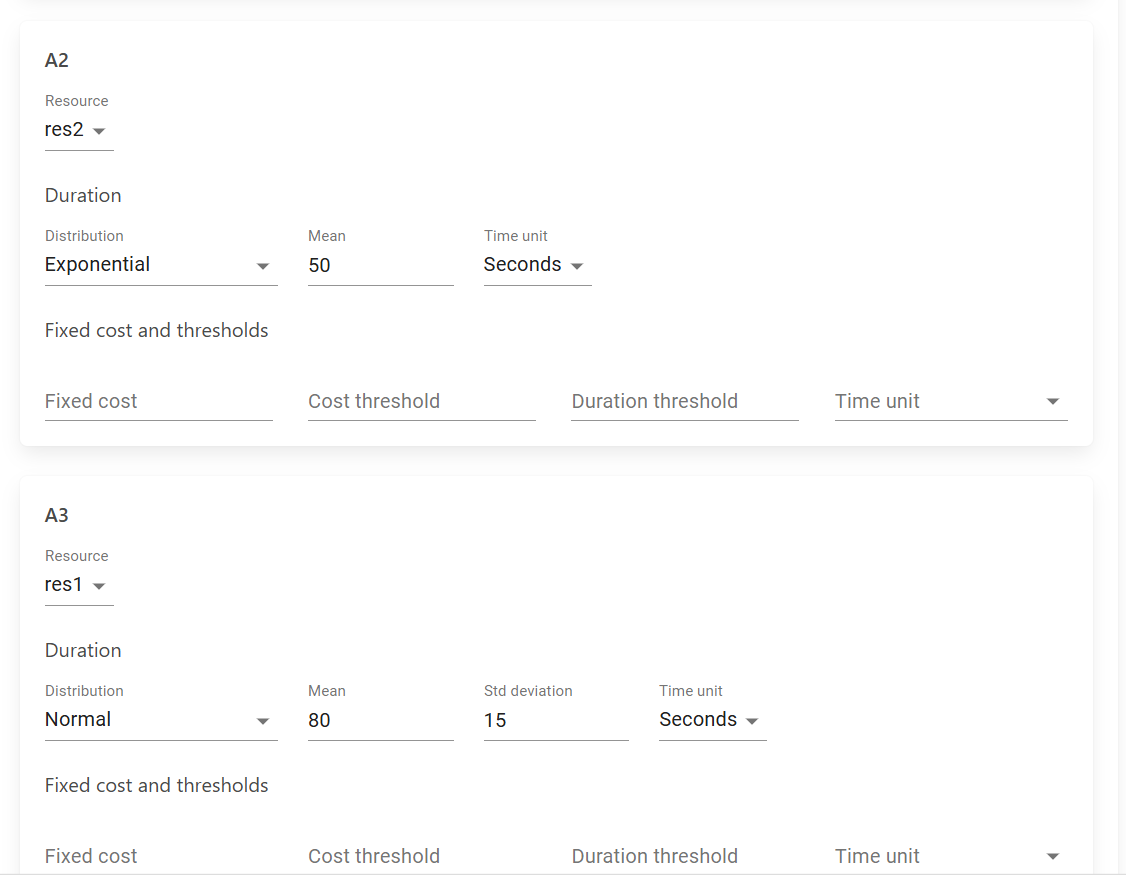 A2
Resource
res2
Duration
Distribution Mean Time unit
Exponential 50 Seconds
Fixed cost and thresholds
Fixed cost Cost threshold Duration threshold Time unit
A3
Resource
res1
Duration
Distribution Mean Std deviation Time unit
Normal 80 15 Seconds
Fixed cost and thresholds
Fixed cost Cost threshold Duration threshold Time unit